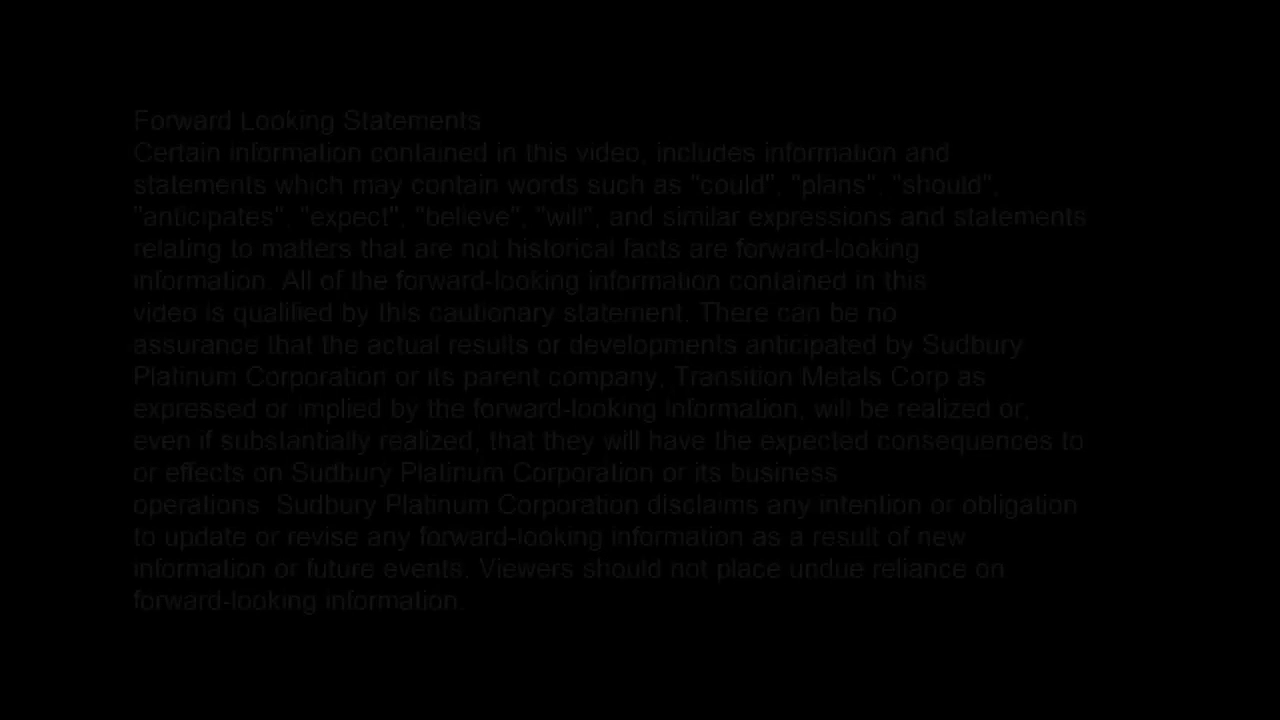 Forward Looking Statements
Certain information contained in this video, includes information and
statements which may contain words such as "could", "plans", "should",
"anticipates", "expect", "believe", "will", and similar expressions and statements
relating to matters that are not historical facts are forward-looking
information. All of the forward-looking information contained in this
video is qualified by this cautionary statement. There can be no
assurance that the actual results or developments anticipated by Sudbury
Platinum Corporation or its parent company, Transition Metals Corp as
expressed or implied by the forward-looking information, will be realized or,
even if substantially realized, that they will have the expected consequences to
or effects on Sudbury Platinum Corporation or its business
operations. Sudbury Platinum Corporation disclaims any intention or obligation
to update or revise any forward-looking information as a result of new
information or future events. Viewers should not place undue reliance on
forward-looking information.